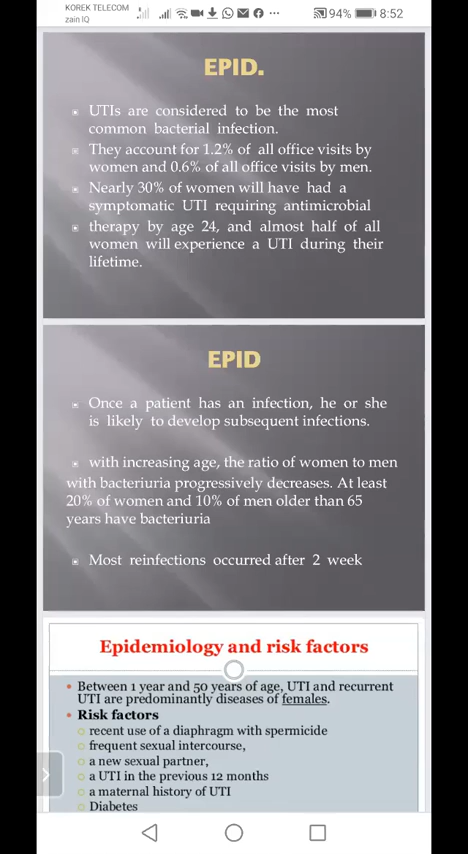 KOREK TELECOM
zain IQ
94% 8:52
EPID.
UTIs are considered to be the most
common bacterial infection.
They account for 1.2% of all office visits by
women and 0.6% of all office visits by men.
Nearly 30% of women will have had a
symptomatic UTI requiring antimicrobial
therapy by age 24, and almost half of all
women will experience a UTI during their
lifetime.
EPID
Once a patient has an infection, he or she
is likely to develop subsequent infections.
with increasing age, the ratio of women to men
with bacteriuria progressively decreases. At least
20% of women and 10% of men older than 65
years have bacteriuria
Most reinfections occurred after 2 week
Epidemiology and risk factors
• Between 1 year and 50 years of age, UTI and recurrent
UTI are predominantly diseases of females.
• Risk factors
recent use of a diaphragm with spermicide
frequent sexual intercourse,
a new sexual partner,
a UTI in the previous 12 months
a maternal history of UTI
Diabetes